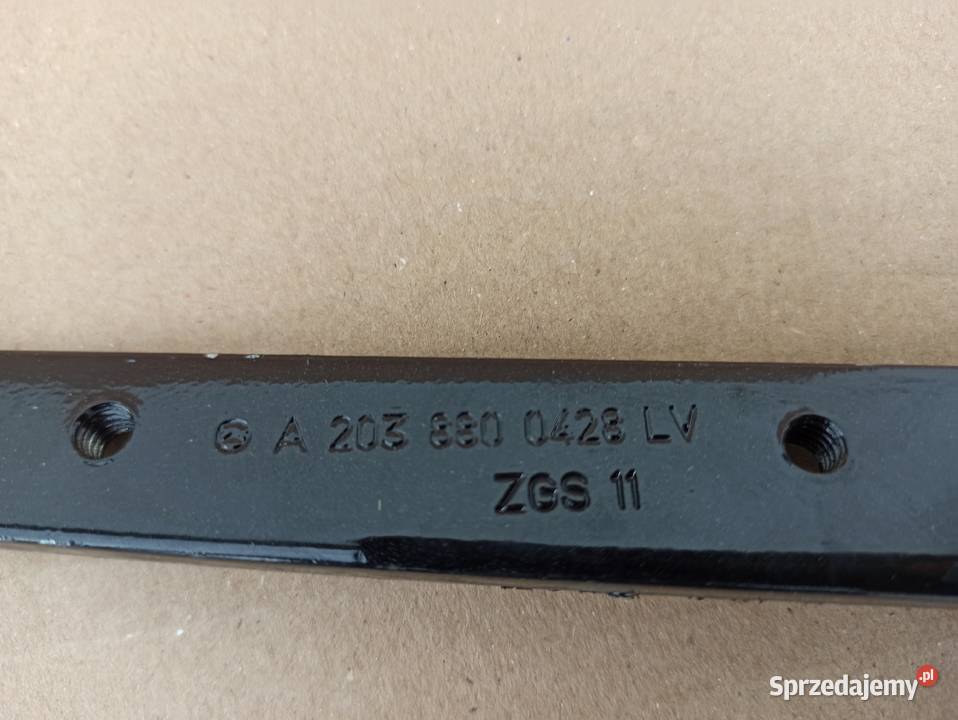 A 203 880 0428 LV
ZGS 11
Sprzedajemy.pl